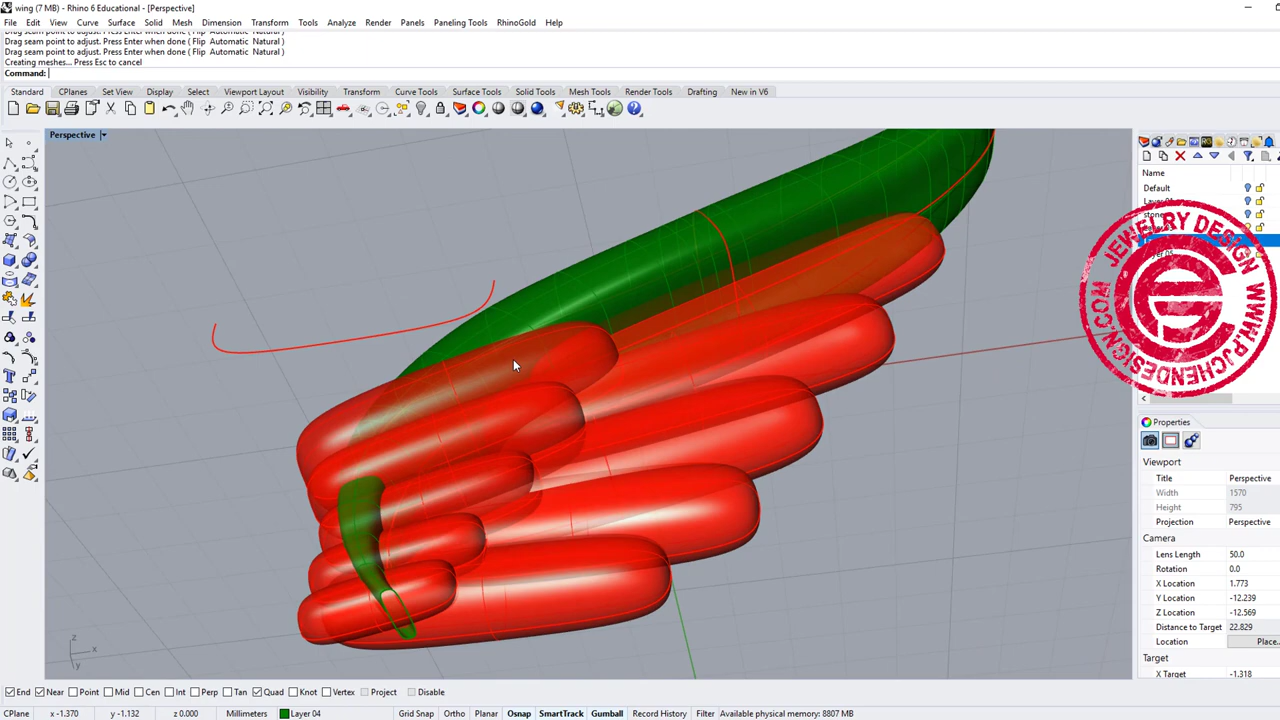 wing (7 MB) - Rhino 6 Educational - [Perspective]
File Edit View Curve Surface Solid Mesh Dimension Transform Tools Analyze Render Panels Paneling Tools RhinoGold Help
Drag seam point to adjust. Press Enter when done ( Flip Automatic Natural )
Drag seam point to adjust. Press Enter when done ( Flip Automatic Natural )
Drag seam point to adjust. Press Enter when done ( Flip Automatic Natural )
Creating meshes... Press Esc to cancel
Command:
Standard CPlanes Set View Display Select Viewport Layout Visibility Transform Curve Tools Surface Tools Solid Tools Mesh Tools Render Tools Drafting New in V6
Perspective
Name
Default
JEWELRY DESIGN
WWW.PJCHENDESIGN.COM
Properties
Viewport
Title Perspective
Width 1570
Height 795
Projection Perspective
Camera
Lens Length 50.0
Rotation 0.0
X Location 1.773
Y Location -12.239
Z Location -12.569
Distance to Target 22.829
Location Place...
Target
X Target -1.318
z
x
y
End Near Point Mid Cen Int Perp Tan Quad Knot Vertex Project Disable
CPlane x -1.370 y -1.132 z 0.000 Millimeters Layer 04 Grid Snap Ortho Planar Osnap SmartTrack Gumball Record History Filter Available physical memory: 8807 MB